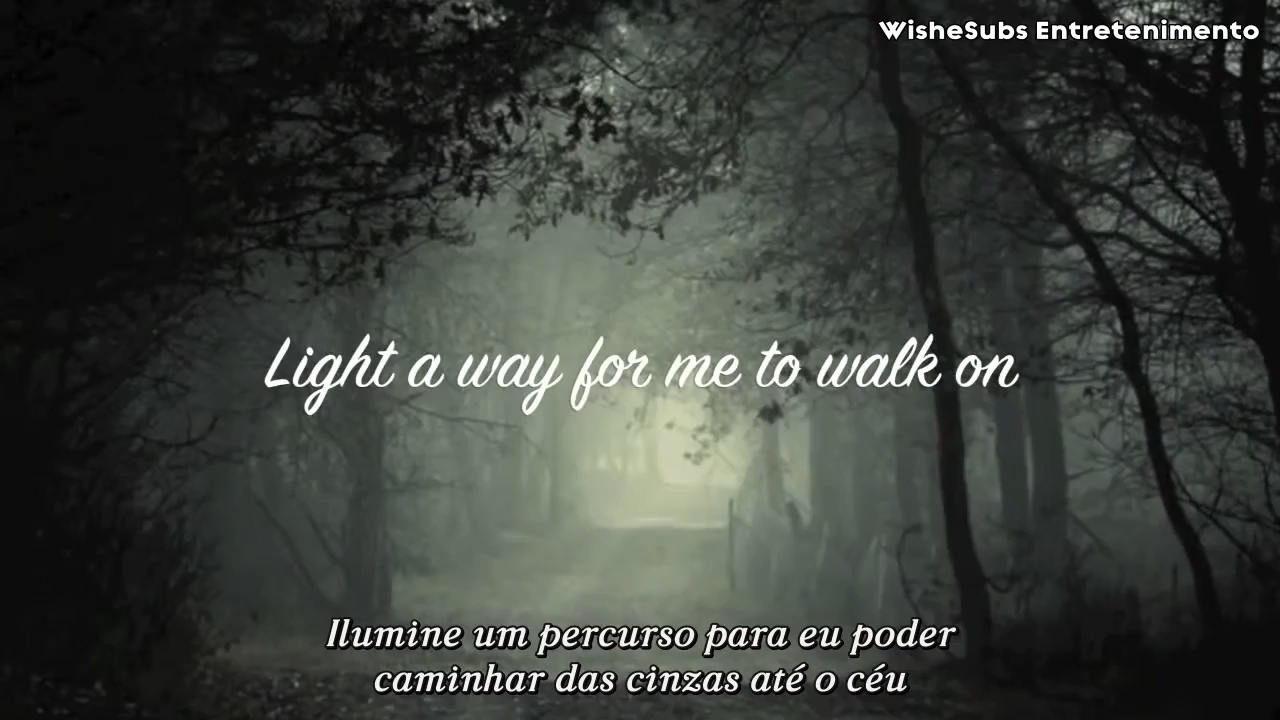 WisheSubs Entretenimento
Light a way for me to walk on
Ilumine um percurso para eu poder
caminhar das cinzas até o céu